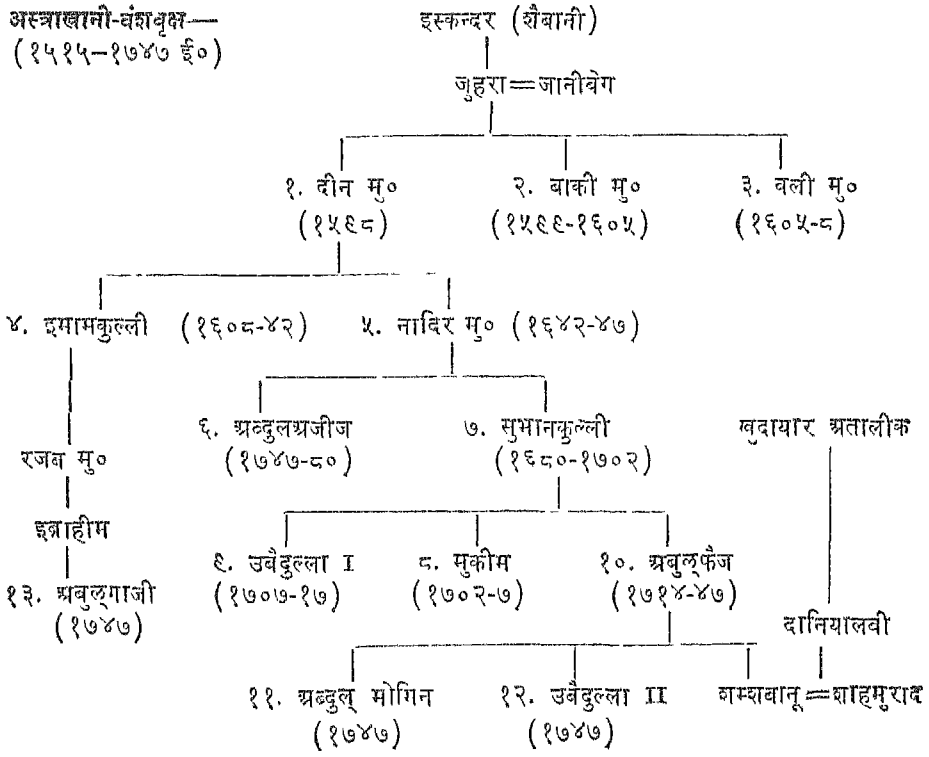 अस्त्राखानी-वंशवृक्ष—
(१५१५–१७४७ ई०)
इस्कन्दर (शैबानी)
जुहरा=जानीबेग
१. दीन मु० २. बाकी मु० ३. वली मु०
(१५९८) (१५९९-१६०५) (१६०५-८)
४. इमामकुल्ली (१६०८-४२) ५. नादिर मु० (१६४२-४७)
६. अब्दुलअजीज ७. सुभानकुल्ली खुदायार अतालीक
(१७४७-८०) (१६८०-१७०२)
रजब मु०
इब्राहीम
९. उबैदुल्ला I ८. मुकीम १०. अबुल्फैज
१३. अबुल्गाजी (१७०७-१७) (१७०२-७) (१७१४-४७)
(१७४७) दानियालबी
११. अब्दुल् मोगिन १२. उबैदुल्ला II शम्शबानू=शाहमुराद
(१७४७) (१७४७)